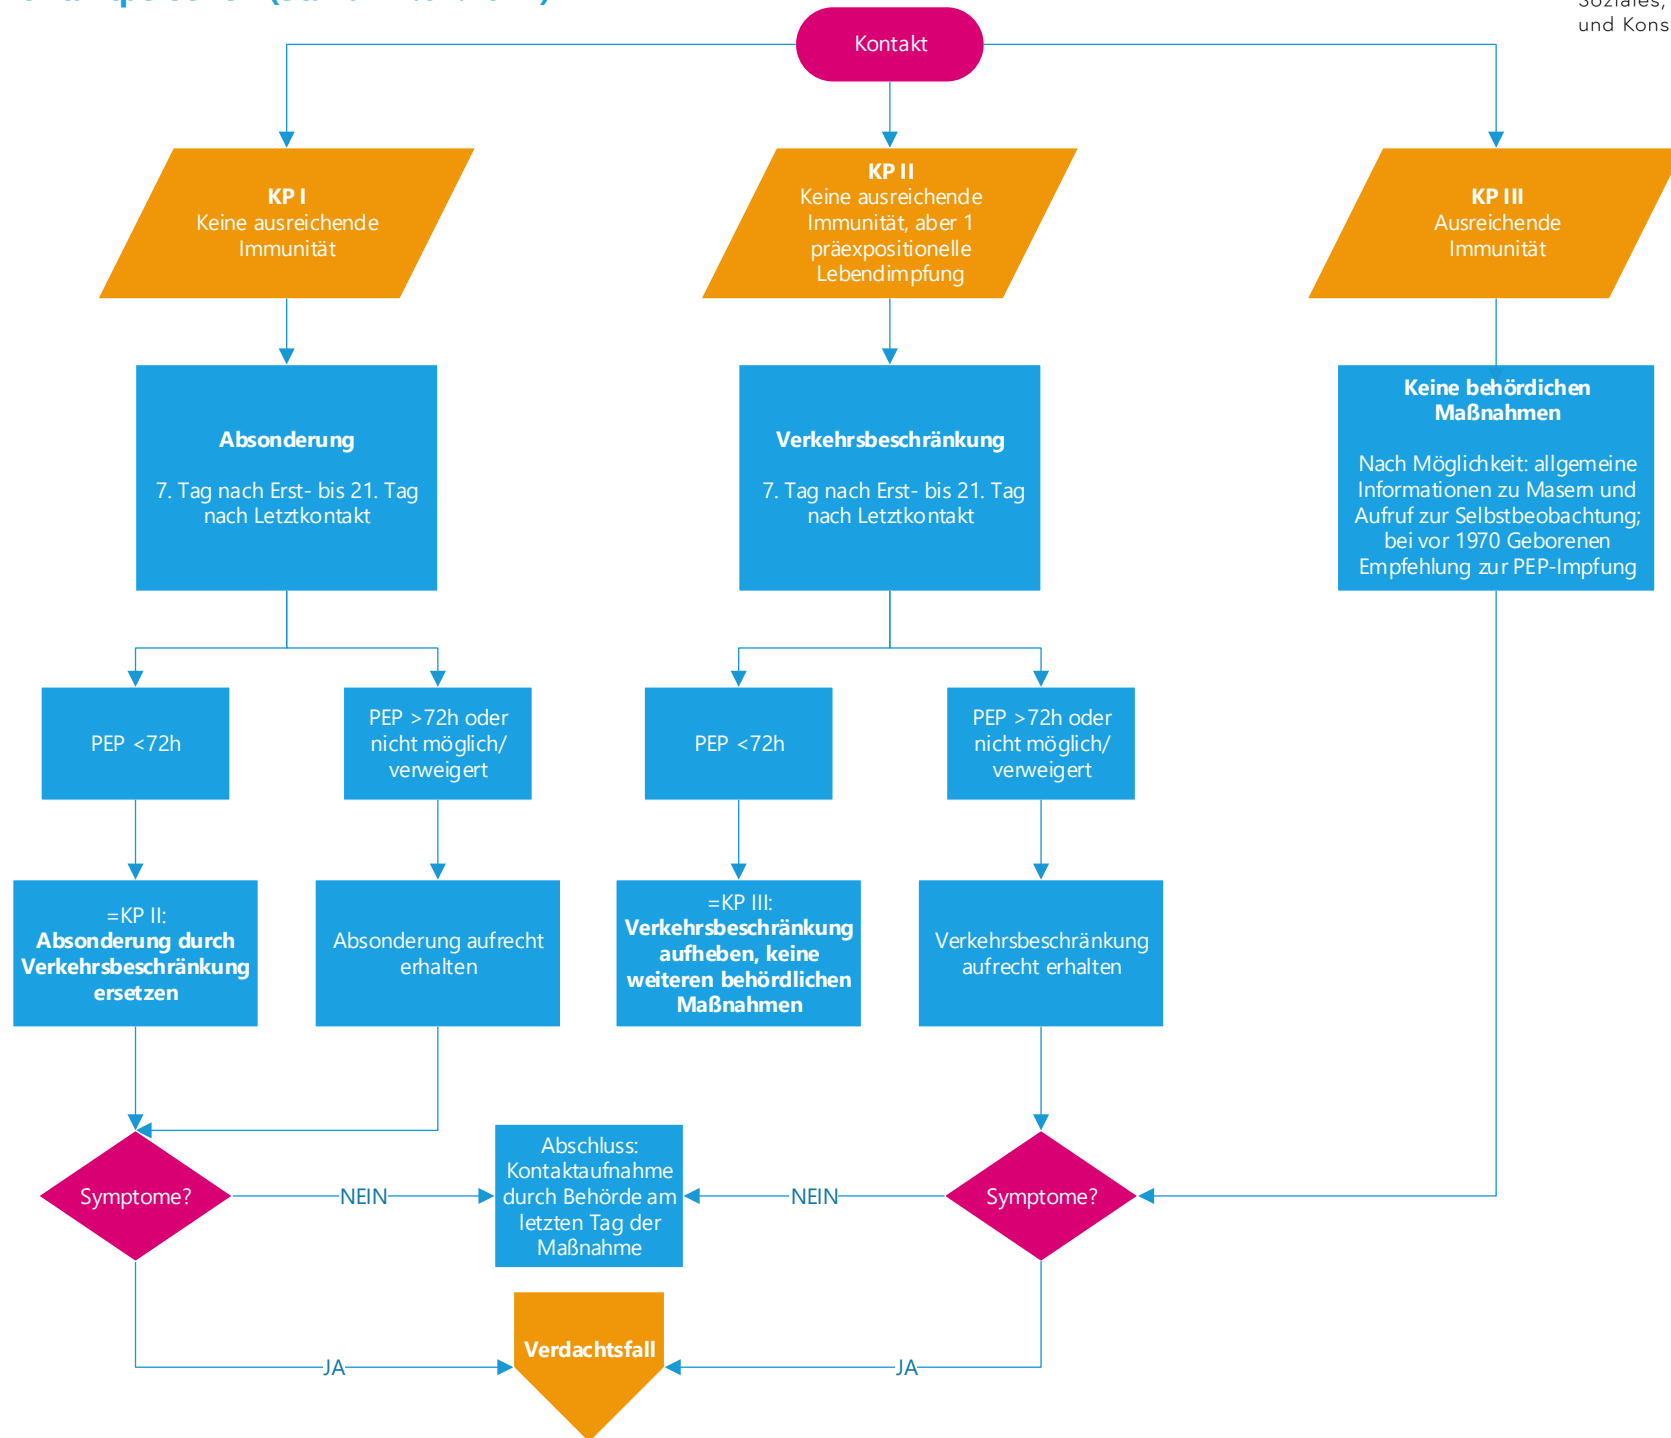 Soziales,
und Kons
Kontakt
KP I
Keine ausreichende
Immunität
KP II
Keine ausreichende
Immunität, aber 1
präexpositionelle
Lebendimpfung
KP III
Ausreichende
Immunität
Absonderung
7. Tag nach Erst- bis 21. Tag
nach Letztkontakt
Verkehrsbeschränkung
7. Tag nach Erst- bis 21. Tag
nach Letztkontakt
Keine behördichen
Maßnahmen
Nach Möglichkeit: allgemeine
Informationen zu Masern und
Aufruf zur Selbstbeobachtung;
bei vor 1970 Geborenen
Empfehlung zur PEP-Impfung
PEP <72h
PEP >72h oder
nicht möglich/
verweigert
PEP <72h
PEP >72h oder
nicht möglich/
verweigert
=KP II:
Absonderung durch
Verkehrsbeschränkung
ersetzen
Absonderung aufrecht
erhalten
=KP III:
Verkehrsbeschränkung
aufheben, keine
weiteren behördlichen
Maßnahmen
Verkehrsbeschränkung
aufrecht erhalten
Symptome?
NEIN
Abschluss:
Kontaktaufnahme
durch Behörde am
letzten Tag der
Maßnahme
NEIN
Symptome?
JA
Verdachtsfall
JA